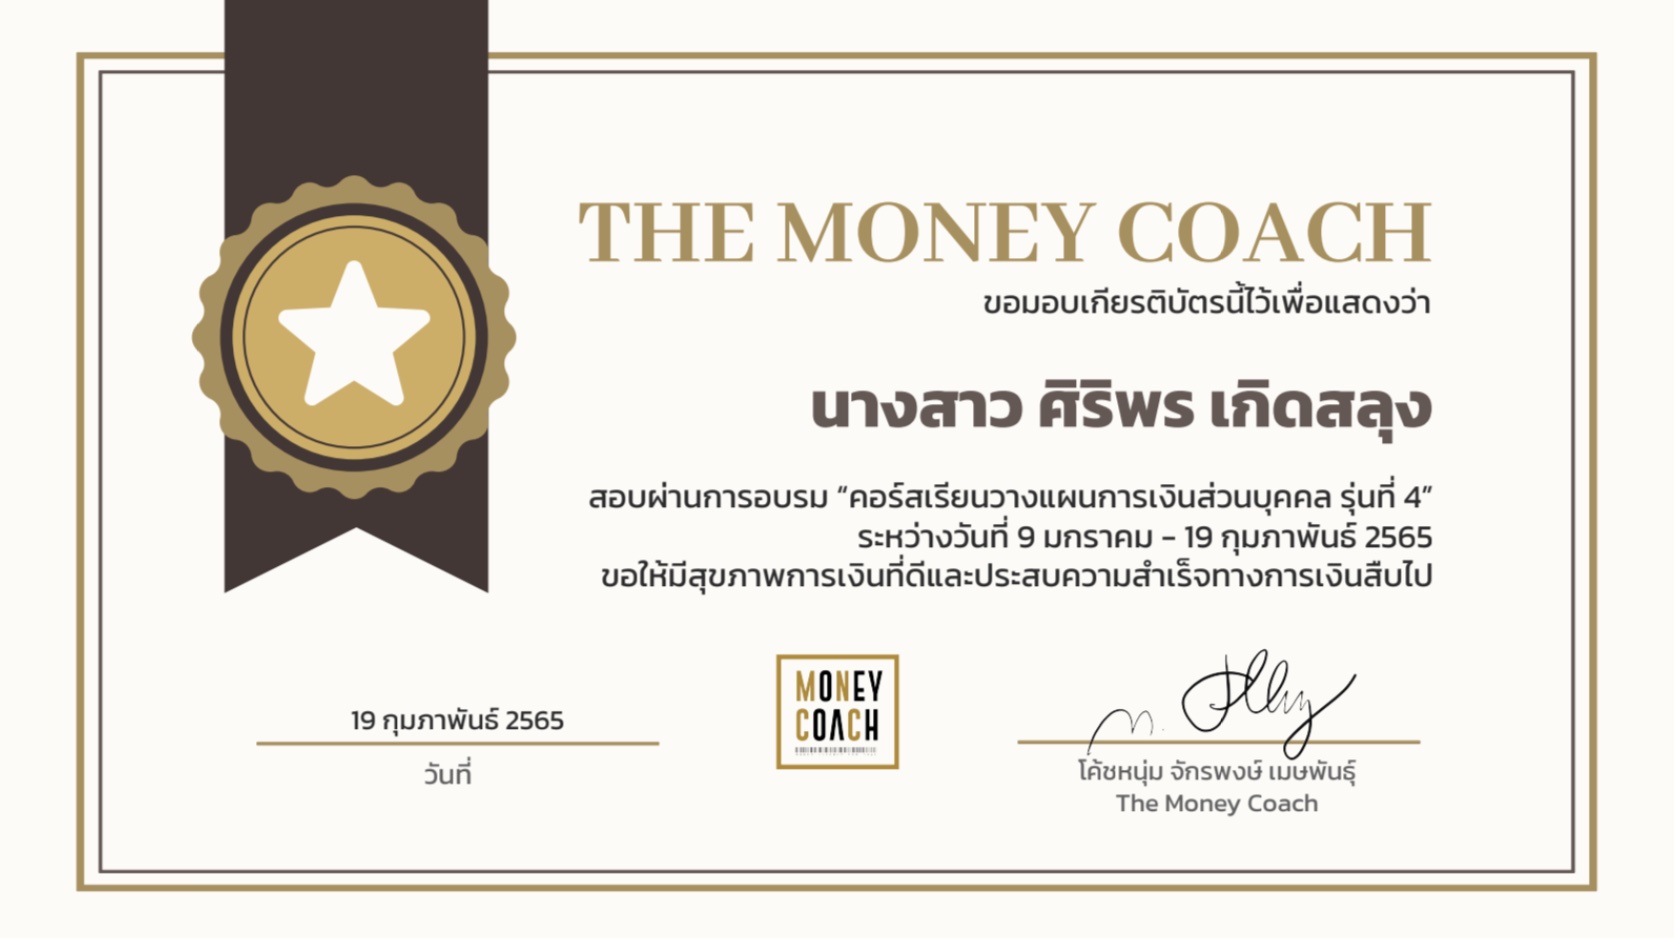 THE MONEY COACH
ขอมอบเกียรติบัตรนี้ไว้เพื่อแสดงว่า
นางสาว ศิริพร เกิดสลุง
สอบผ่านการอบรม “คอร์สเรียนวางแผนการเงินส่วนบุคคล รุ่นที่ 4”
ระหว่างวันที่ 9 มกราคม - 19 กุมภาพันธ์ 2565
ขอให้มีสุขภาพการเงินที่ดีและประสบความสำเร็จทางการเงินสืบไป
19 กุมภาพันธ์ 2565
วันที่
MONEY
COACH
โค้ชหนุ่ม จักรพงษ์ เมษพันธุ์
The Money Coach